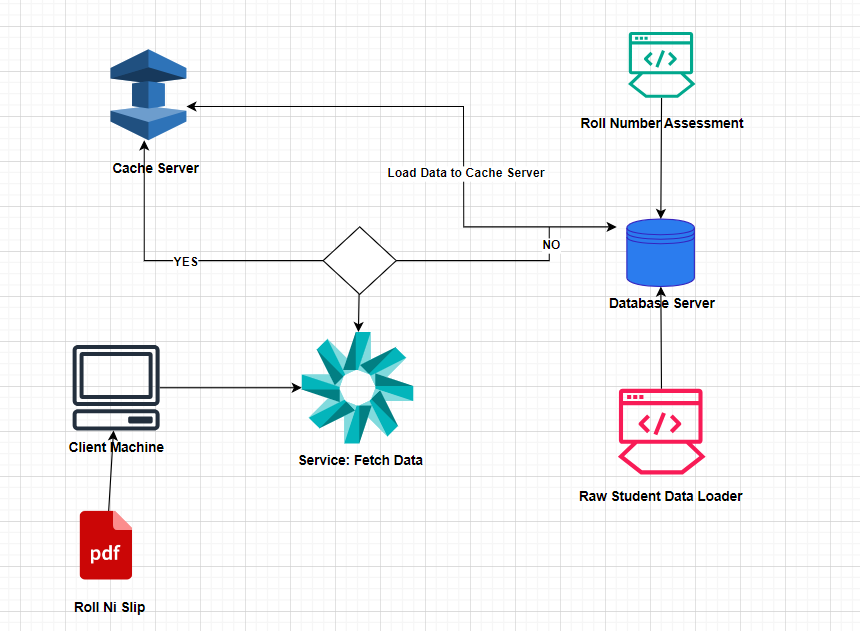 </>
Roll Number Assessment
Cache Server
Load Data to Cache Server
NO
YES
Database Server
</>
Client Machine
Service: Fetch Data
Raw Student Data Loader
pdf
Roll Ni Slip